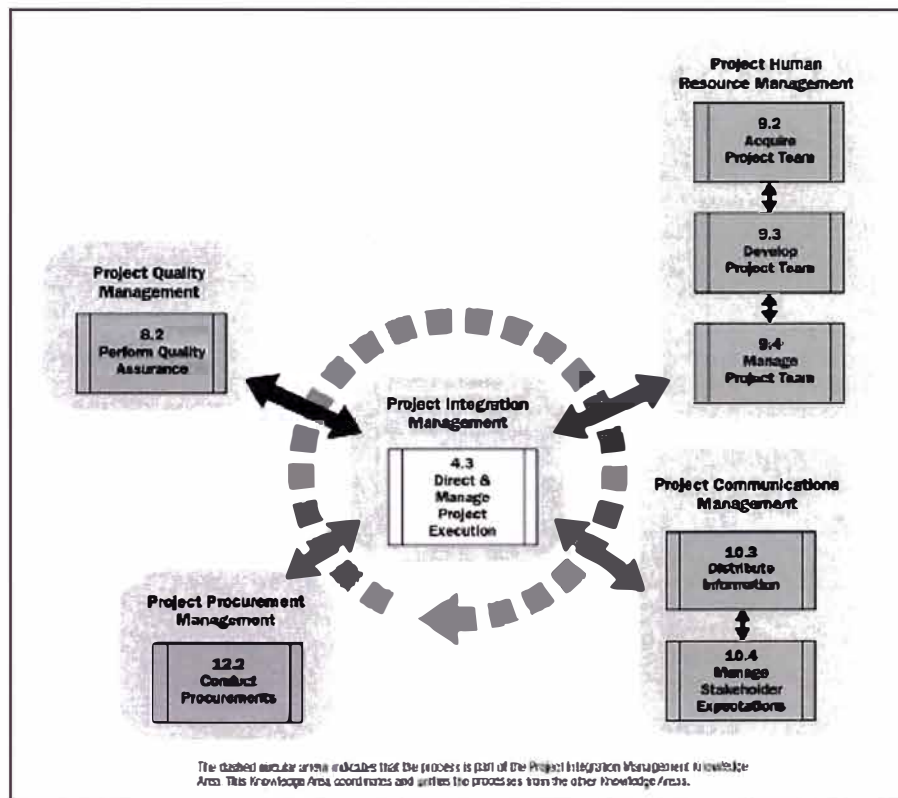 Project Human
Resource Management
9.2
Acquire
Project Team
9.3
Develop
Project Team
9.4
Manage
Project Team
Project Quality
Management
8.2
Perform Quality
Assurance
Project Integration
Management
4.3
Direct &
Manage
Project
Execution
Project Communications
Management
10.3
Distribute
Information
10.4
Manage
Stakeholder
Expectations
Project Procurement
Management
12.2
Conduct
Procurements
The dashed circular arrow indicates that the process is part of the Project Integration Management Knowledge
Area. This Knowledge Area coordinates and unifies the processes from the other Knowledge Areas.